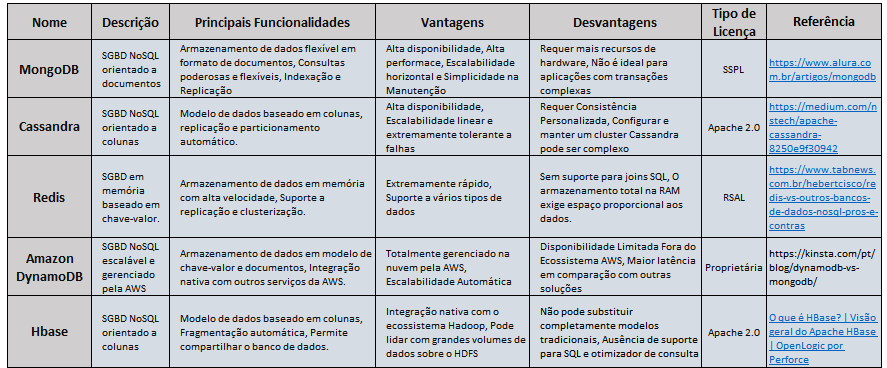 Nome Descrição Principais Funcionalidades Vantagens Desvantagens Tipo de Licença Referência
MongoDB
SGBD NoSQL
orientado a
documentos
Armazenamento de dados flexível em
formato de documentos, Consultas
poderosas e flexíveis, Indexação e
Replicação
Alta disponibilidade, Alta
performace, Escalabilidade
horizontal e Simplicidade na
Manutenção
Requer mais recursos de
hardware, Não é ideal para
aplicações com transações
complexas
SSPL
https://www.alura.co
m.br/artigos/mongodb
Cassandra
SGBD NoSQL
orientado a
colunas
Modelo de dados baseado em colunas,
replicação e particionamento
automático.
Alta disponibilidade,
Escalabilidade linear e
extremamente tolerante a
falhas
Requer Consistência
Personalizada, Configurar e
manter um cluster Cassandra
pode ser complexo
Apache 2.0
https://medium.com/n
stech/apache-
cassandra-
8250e9f30942
Redis
SGBD em
memória
baseado em
chave-valor.
Armazenamento de dados em memória
com alta velocidade, Suporte a
replicação e clusterização.
Extremamente rápido,
Suporte a vários tipos de
dados
Sem suporte para joins SQL, O
armazenamento total na RAM
exige espaço proporcional aos
dados.
RSAL
https://www.tabnews.
com.br/hebertcisco/re
dis-vs-outros-bancos-
de-dados-nosql-pros-e-
contras
Amazon
DynamoDB
SGBD NoSQL
escalável e
gerenciado
pela AWS
Armazenamento de dados em modelo de
chave-valor e documentos, Integração
nativa com outros serviços da AWS.
Totalmente gerenciado na
nuvem pela AWS,
Escalabilidade Automática
Disponibilidade Limitada Fora do
Ecossistema AWS, Maior latência
em comparação com outras
soluções
Proprietária
https://kinsta.com/pt/
blog/dynamodb-vs-
mongodb/
Hbase
SGBD NoSQL
orientado a
colunas
Modelo de dados baseado em colunas,
Fragmentação automática, Permite
compartilhar o banco de dados.
Integração nativa com o
ecossistema Hadoop, Pode
lidar com grandes volumes de
dados sobre o HDFS
Não pode substituir
completamente modelos
tradicionais, Ausência de suporte
para SQL e otimizador de consulta
Apache 2.0
O que é HBase? | Visão
geral do Apache HBase
| OpenLogic por
Perforce